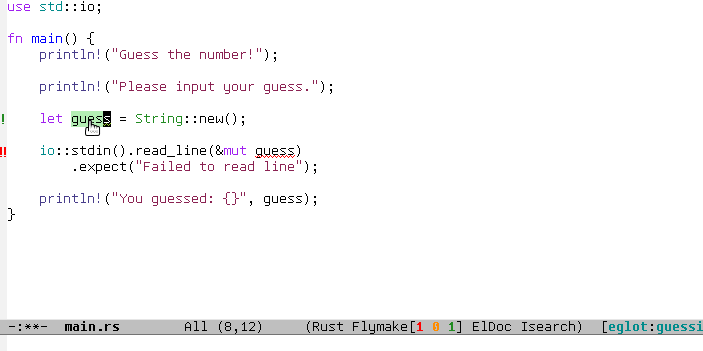 use std::io;
fn main() {
    println!("Guess the number!");
    println!("Please input your guess.");
!    let guess = String::new();
!!    io::stdin().read_line(&mut guess)
        .expect("Failed to read line");
    println!("You guessed: {}", guess);
}
-:**-  main.rs        All (8,12)     (Rust Flymake[1 0 1] ElDoc Isearch)  [eglot:guessi